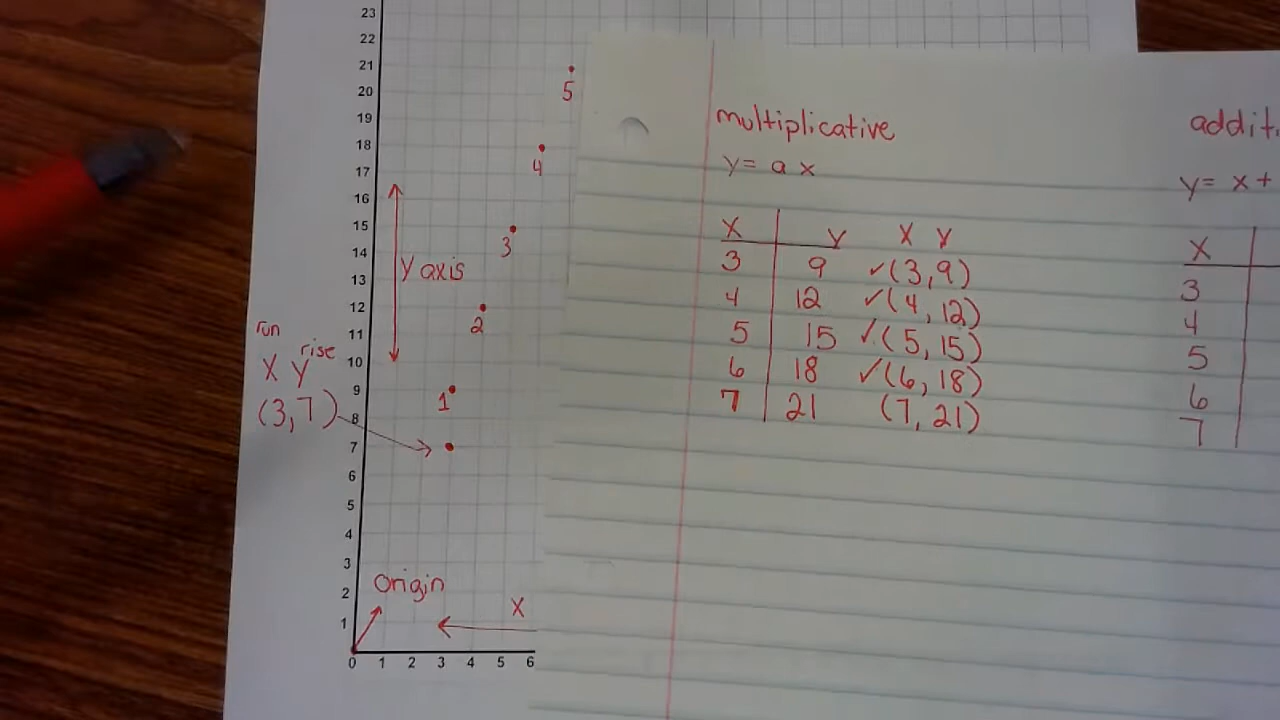 23
22
21
20
5
19
18
4
17
16
15
3
14
y axis
13
12
2
run
11
rise
10
X Y
9
1
(3,7)
8
7
6
5
4
3
origin
2
X
1
0 1 2 3 4 5 6
multiplicative
y= a x
X Y X Y
3 9 ✓(3,9)
4 12 ✓(4,12)
5 15 ✓(5,15)
6 18 ✓(6,18)
7 21 (7,21)
addit
y= x +
X
3
4
5
6
7